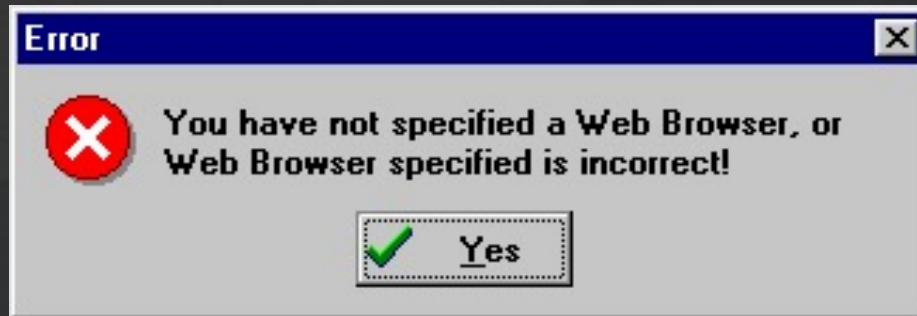 Error
You have not specified a Web Browser, or
Web Browser specified is incorrect!
Yes